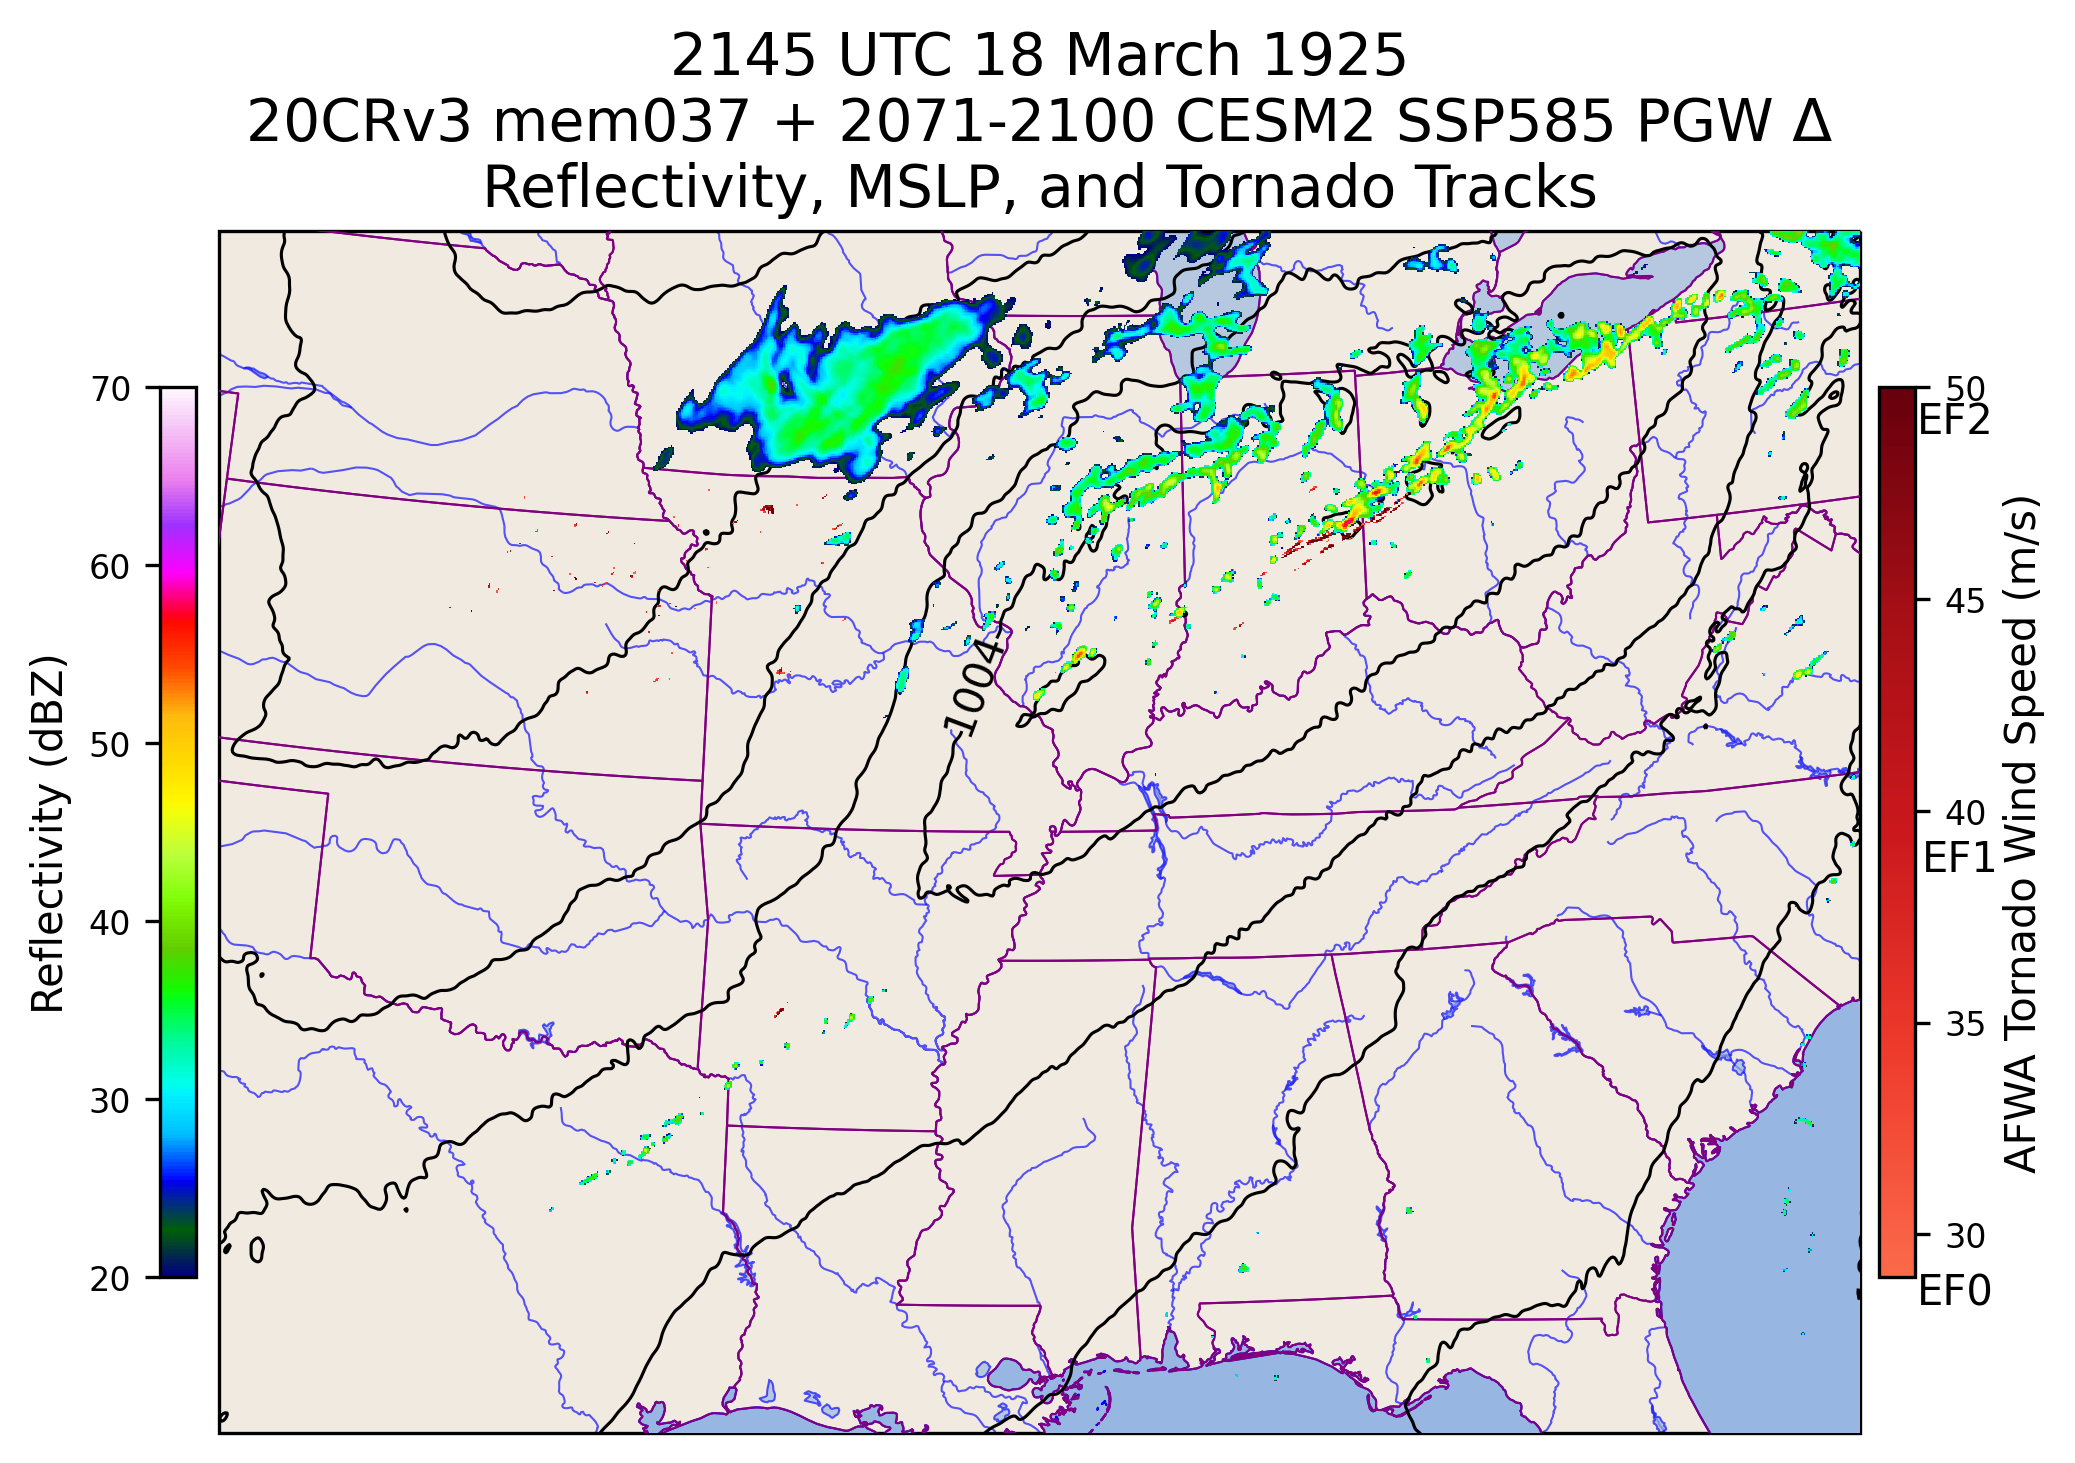 2145 UTC 18 March 1925
20CRv3 mem037 + 2071-2100 CESM2 SSP585 PGW Δ
Reflectivity, MSLP, and Tornado Tracks
Reflectivity (dBZ)
70
60
50
40
30
20
1004
50
EF2
45
40
EF1
35
30
EF0
AFWA Tornado Wind Speed (m/s)